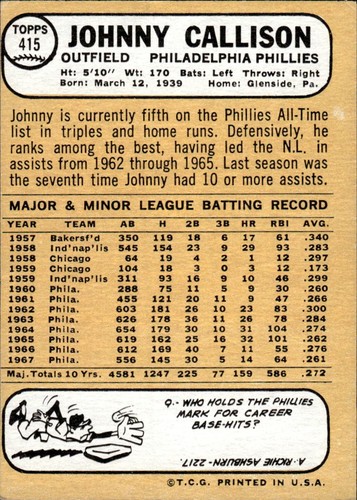 TOPPS
415
JOHNNY CALLISON
OUTFIELD PHILADELPHIA PHILLIES
Ht: 5'10" Wt: 170 Bats: Left Throws: Right
Born: March 12, 1939 Home: Glenside, Pa.
Johnny is currently fifth on the Phillies All-Time
list in triples and home runs. Defensively, he
ranks among the best, having led the N.L. in
assists from 1962 through 1965. Last season was
the seventh time Johnny had 10 or more assists.
MAJOR & MINOR LEAGUE BATTING RECORD
YEAR TEAM AB H 2B 3B HR RBI AVG.
1957 Bakersf'd 350 119 18 6 17 61 .340
1958 Ind'nap'lis 545 154 23 9 29 93 .283
1958 Chicago 64 19 4 2 1 12 .297
1959 Chicago 104 18 3 0 3 12 .173
1959 Ind'nap'lis 311 93 16 9 10 46 .299
1960 Phila. 288 75 11 5 9 30 .260
1961 Phila. 455 121 20 11 9 47 .266
1962 Phila. 603 181 26 10 23 83 .300
1963 Phila. 626 178 36 11 26 78 .284
1964 Phila. 654 179 30 10 31 104 .274
1965 Phila. 619 162 25 16 32 101 .262
1966 Phila. 612 169 40 7 11 55 .276
1967 Phila. 556 145 30 5 14 64 .261
Maj. Totals 10 Yrs. 4581 1247 225 77 159 586 .272
Q.- WHO HOLDS THE PHILLIES
MARK FOR CAREER
BASE-HITS?
A. RICHIE ASHBURN-2217.
©T.C.G. PRINTED IN U.S.A.